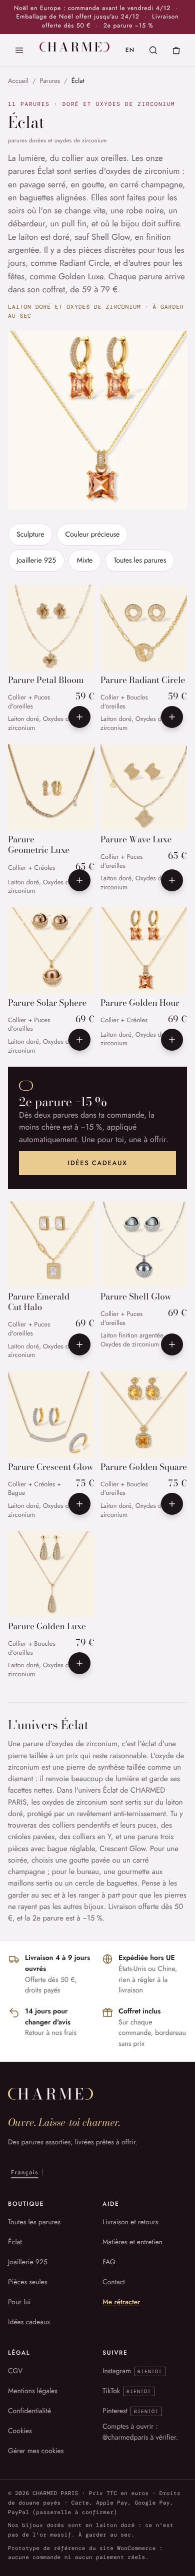 Noël en Europe : commande avant le vendredi 4/12 ·
Emballage de Noël offert jusqu'au 24/12 · Livraison
offerte dès 50 € · 2e parure −15 %
CHARMED
EN
Accueil / Parures / Éclat
11 PARURES · DORÉ ET OXYDES DE ZIRCONIUM
Éclat
parures dorées et oxydes de zirconium
La lumière, du collier aux oreilles. Les onze
parures Éclat sont serties d'oxydes de zirconium :
en pavage serré, en goutte, en carré champagne,
en baguettes alignées. Elles sont faites pour les
soirs où l'on se change vite, une robe noire, un
débardeur, un pull fin, et le bijou qui suffit.
Le laiton est doré, sauf Shell Glow, en finition
argentée. Il y a des pièces discrètes pour tous les
jours, comme Radiant Circle, et d'autres pour les
fêtes, comme Golden Luxe. Chaque parure arrive
dans son coffret, de 59 à 79 €.
LAITON DORÉ ET OXYDES DE ZIRCONIUM · À GARDER
AU SEC
Sculpture
Couleur précieuse
Joaillerie 925
Mixte
Toutes les parures
Parure Petal Bloom
Collier + Puces
d'oreilles
59 €
Laiton doré, Oxydes d
zirconium
Parure Radiant Circle
Collier + Boucles
d'oreilles
59 €
Laiton doré, Oxydes d
zirconium
Parure
Geometric Luxe
Collier + Créoles
65 €
Laiton doré, Oxydes d
zirconium
Parure Wave Luxe
Collier + Puces
d'oreilles
65 €
Laiton doré, Oxydes d
zirconium
Parure Solar Sphere
Collier + Puces
d'oreilles
69 €
Laiton doré, Oxydes d
zirconium
Parure Golden Hour
Collier + Créoles
69 €
Laiton doré, Oxydes d
zirconium
2e parure −15 %
Dès deux parures dans ta commande, la
moins chère est à −15 %, appliqué
automatiquement. Une pour toi, une à offrir.
IDÉES CADEAUX
Parure Emerald
Cut Halo
Collier + Puces
d'oreilles
69 €
Laiton doré, Oxydes d
zirconium
Parure Shell Glow
Collier + Puces
d'oreilles
69 €
Laiton finition argentée
Oxydes de zirconium
Parure Crescent Glow
Collier + Créoles +
Bague
75 €
Laiton doré, Oxydes d
zirconium
Parure Golden Square
Collier + Boucles
d'oreilles
75 €
Laiton doré, Oxydes d
zirconium
Parure Golden Luxe
Collier + Boucles
d'oreilles
79 €
Laiton doré, Oxydes d
zirconium
L'univers Éclat
Une parure d'oxyde de zirconium, c'est l'éclat d'une
pierre taillée à un prix qui reste raisonnable. L'oxyde de
zirconium est une pierre de synthèse taillée comme un
diamant : il renvoie beaucoup de lumière et garde ses
facettes nettes. Dans l'univers Éclat de CHARMED
PARIS, les oxydes de zirconium sont sertis sur un laiton
doré, protégé par un revêtement anti-ternissement. Tu y
trouveras des colliers pendentifs et leurs puces, des
créoles pavées, des colliers en Y, et une parure trois
pièces avec bague réglable, Crescent Glow. Pour une
soirée, choisis une goutte pavée ou un carré
champagne ; pour le bureau, une gourmette aux
maillons sertis ou un cercle de baguettes. Pense à les
garder au sec et à les ranger à part pour que les pierres
ne rayent pas les autres bijoux. Livraison offerte dès 50
€, et la 2e parure est à −15 %.
Livraison 4 à 9 jours
ouvrés
Offerte dès 50 €,
droits payés
Expédiée hors UE
États-Unis ou Chine,
rien à régler à la
livraison
14 jours pour
changer d'avis
Retour à nos frais
Coffret inclus
Sur chaque
commande, bordereau
sans prix
CHARMED
Ouvre. Laisse-toi charmer.
Des parures assorties, livrées prêtes à offrir.
Français
BOUTIQUE
Toutes les parures
Éclat
Joaillerie 925
Pièces seules
Pour lui
Idées cadeaux
AIDE
Livraison et retours
Matières et entretien
FAQ
Contact
Me rétracter
LÉGAL
CGV
Mentions légales
Confidentialité
Cookies
Gérer mes cookies
SUIVRE
Instagram BIENTÔT
TikTok BIENTÔT
Pinterest BIENTÔT
Comptes à ouvrir :
@charmedparis à vérifier.
© 2026 CHARMED PARIS · Prix TTC en euros · Droits
de douane payés · Carte, Apple Pay, Google Pay,
PayPal (passerelle à confirmer)
Nos bijoux dorés sont en laiton doré : ce n'est
pas de l'or massif. À garder au sec.
Prototype de référence du site WooCommerce :
aucune commande ni aucun paiement réels.